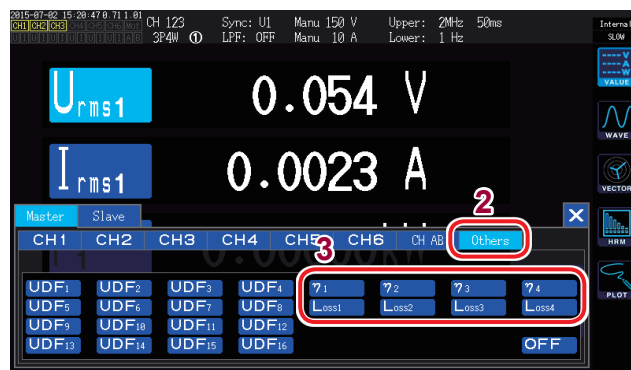 2015-07-02 15:20:47 0.71 1.01
CH1 CH2 CH3 CH4 CH5 CH6 Mot
U I U I U I U I U I U I A B
CH 123 Sync: U1 Manu 150 V Upper: 2MHz 50ms
3P4W ① LPF: OFF Manu 10 A Lower: 1 Hz
Interna
SLOW
V
A
W
VALUE
Urms1 0.054 V
WAVE
Irms1 0.0023 A
VECTOR
2
Master Slave X
HRM
CH1 CH2 CH3 CH4 CH5 CH6 CH AB Others
3
PLOT
UDF1 UDF2 UDF3 UDF4 η1 η2 η3 η4
UDF5 UDF6 UDF7 UDF8 Loss1 Loss2 Loss3 Loss4
UDF9 UDF10 UDF11 UDF12
UDF13 UDF14 UDF15 UDF16 OFF